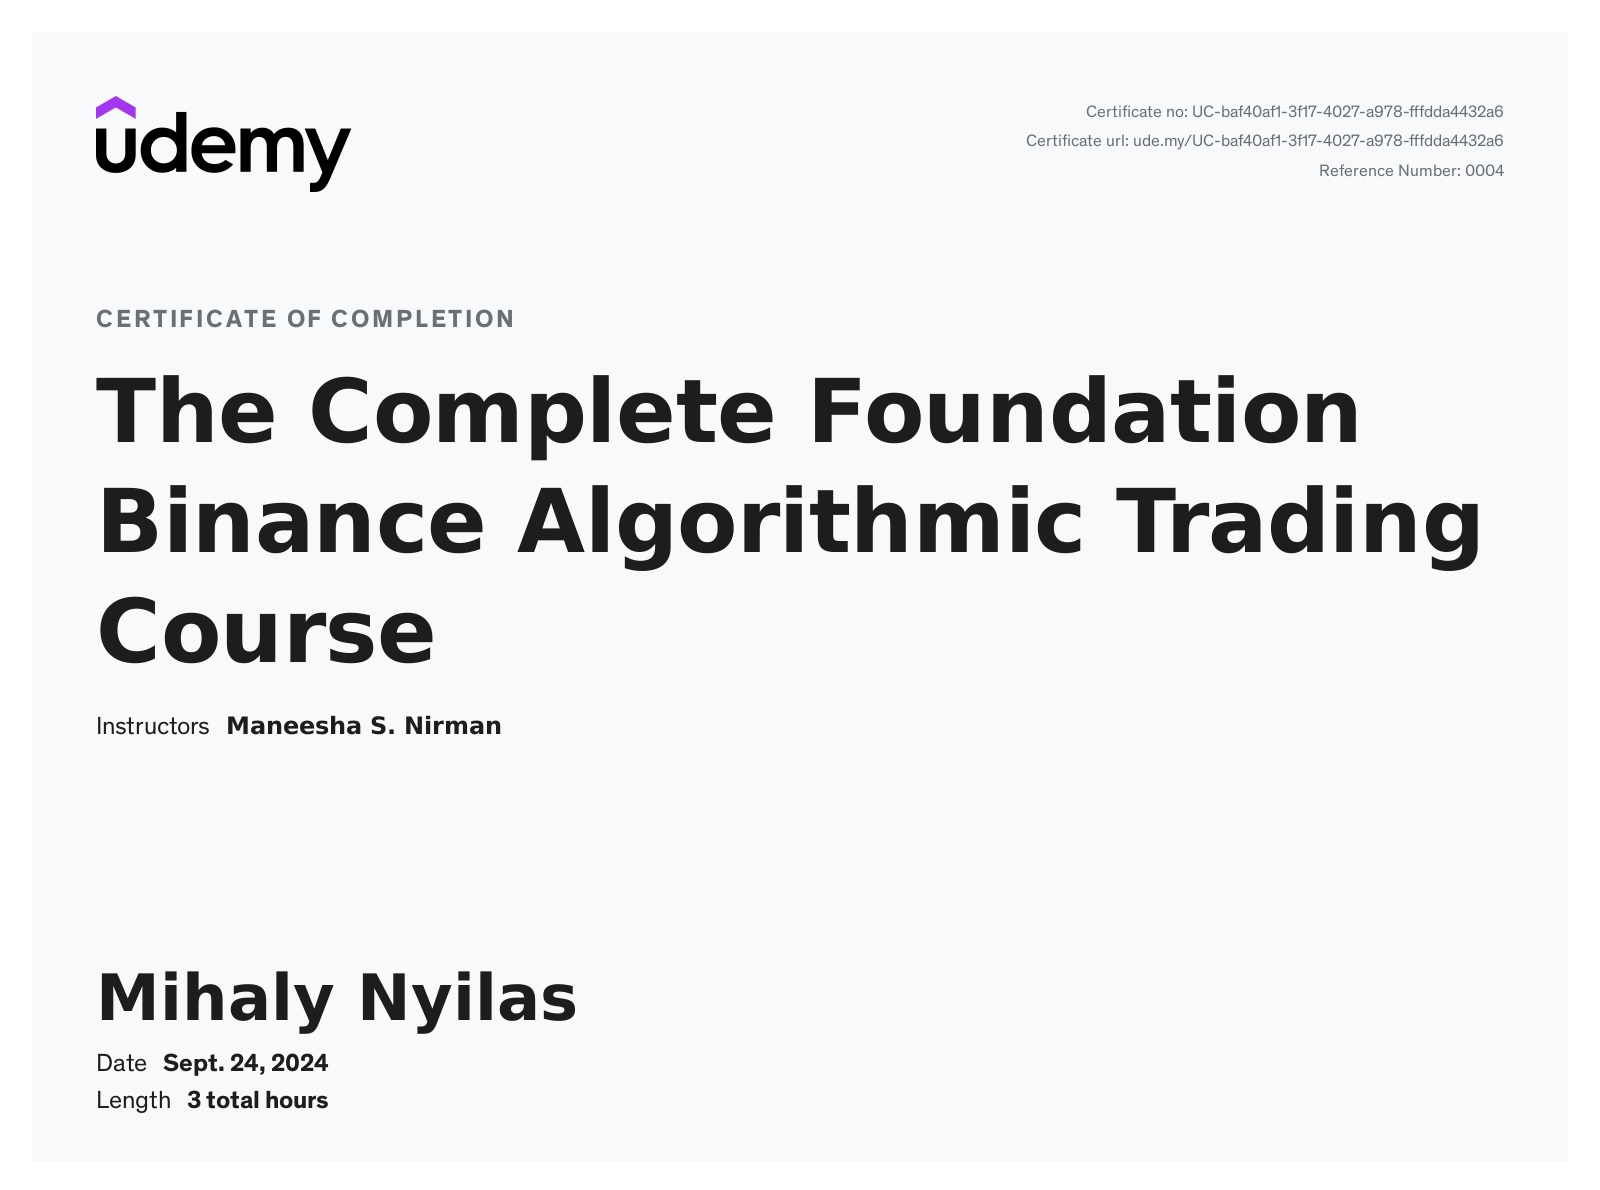 udemy
Certificate no: UC-baf40af1-3f17-4027-a978-fffdda4432a6
Certificate url: ude.my/UC-baf40af1-3f17-4027-a978-fffdda4432a6
Reference Number: 0004
CERTIFICATE OF COMPLETION
The Complete Foundation
Binance Algorithmic Trading
Course
Instructors Maneesha S. Nirman
Mihaly Nyilas
Date Sept. 24, 2024
Length 3 total hours